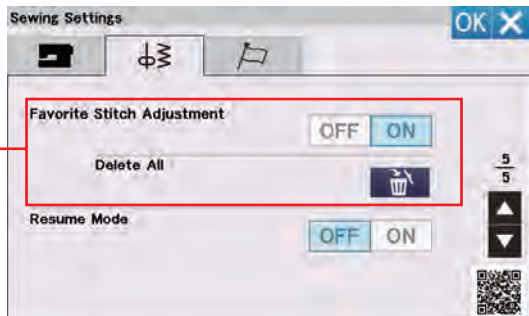 Sewing Settings
OK
Favorite Stitch Adjustment
OFF ON
Delete All
5
5
Resume Mode
OFF ON